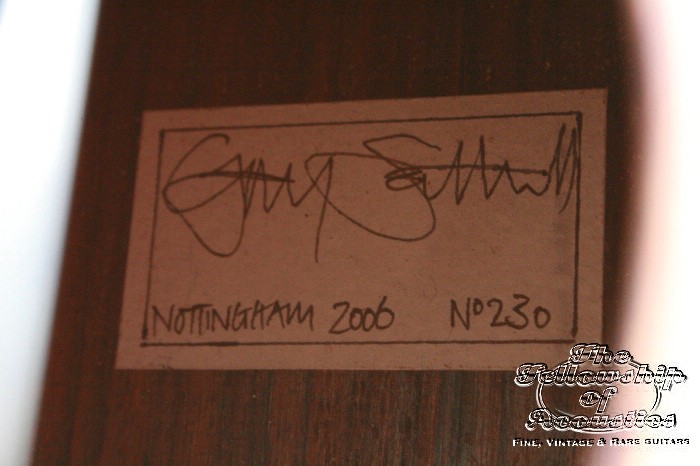 NOTTINGHAM 2006 Nº230
The
Fellowship
of
Acoustics
FINE, VINTAGE & RARE GUITARS